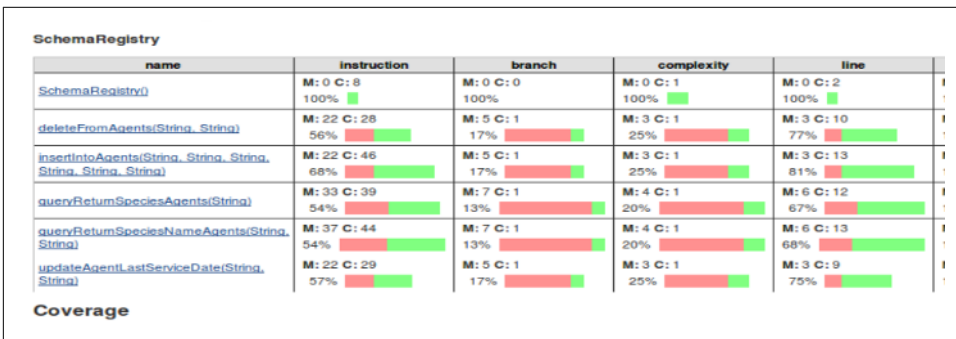 SchemaRegistry
name instruction branch complexity line
SchemaRegistry() M: 0 C: 8 100% M: 0 C: 0 100% M: 0 C: 1 100% M: 0 C: 2 100%
deleteFromAgents(String, String) M: 22 C: 28 56% M: 5 C: 1 17% M: 3 C: 1 25% M: 3 C: 10 77%
insertIntoAgents(String, String, String,
String, String, String) M: 22 C: 46 68% M: 5 C: 1 17% M: 3 C: 1 25% M: 3 C: 13 81%
queryReturnSpeciesAgents(String) M: 33 C: 39 54% M: 7 C: 1 13% M: 4 C: 1 20% M: 6 C: 12 67%
queryReturnSpeciesNameAgents(String,
String) M: 37 C: 44 54% M: 7 C: 1 13% M: 4 C: 1 20% M: 6 C: 13 68%
updateAgentLastServiceDate(String,
String) M: 22 C: 29 57% M: 5 C: 1 17% M: 3 C: 1 25% M: 3 C: 9 75%
Coverage